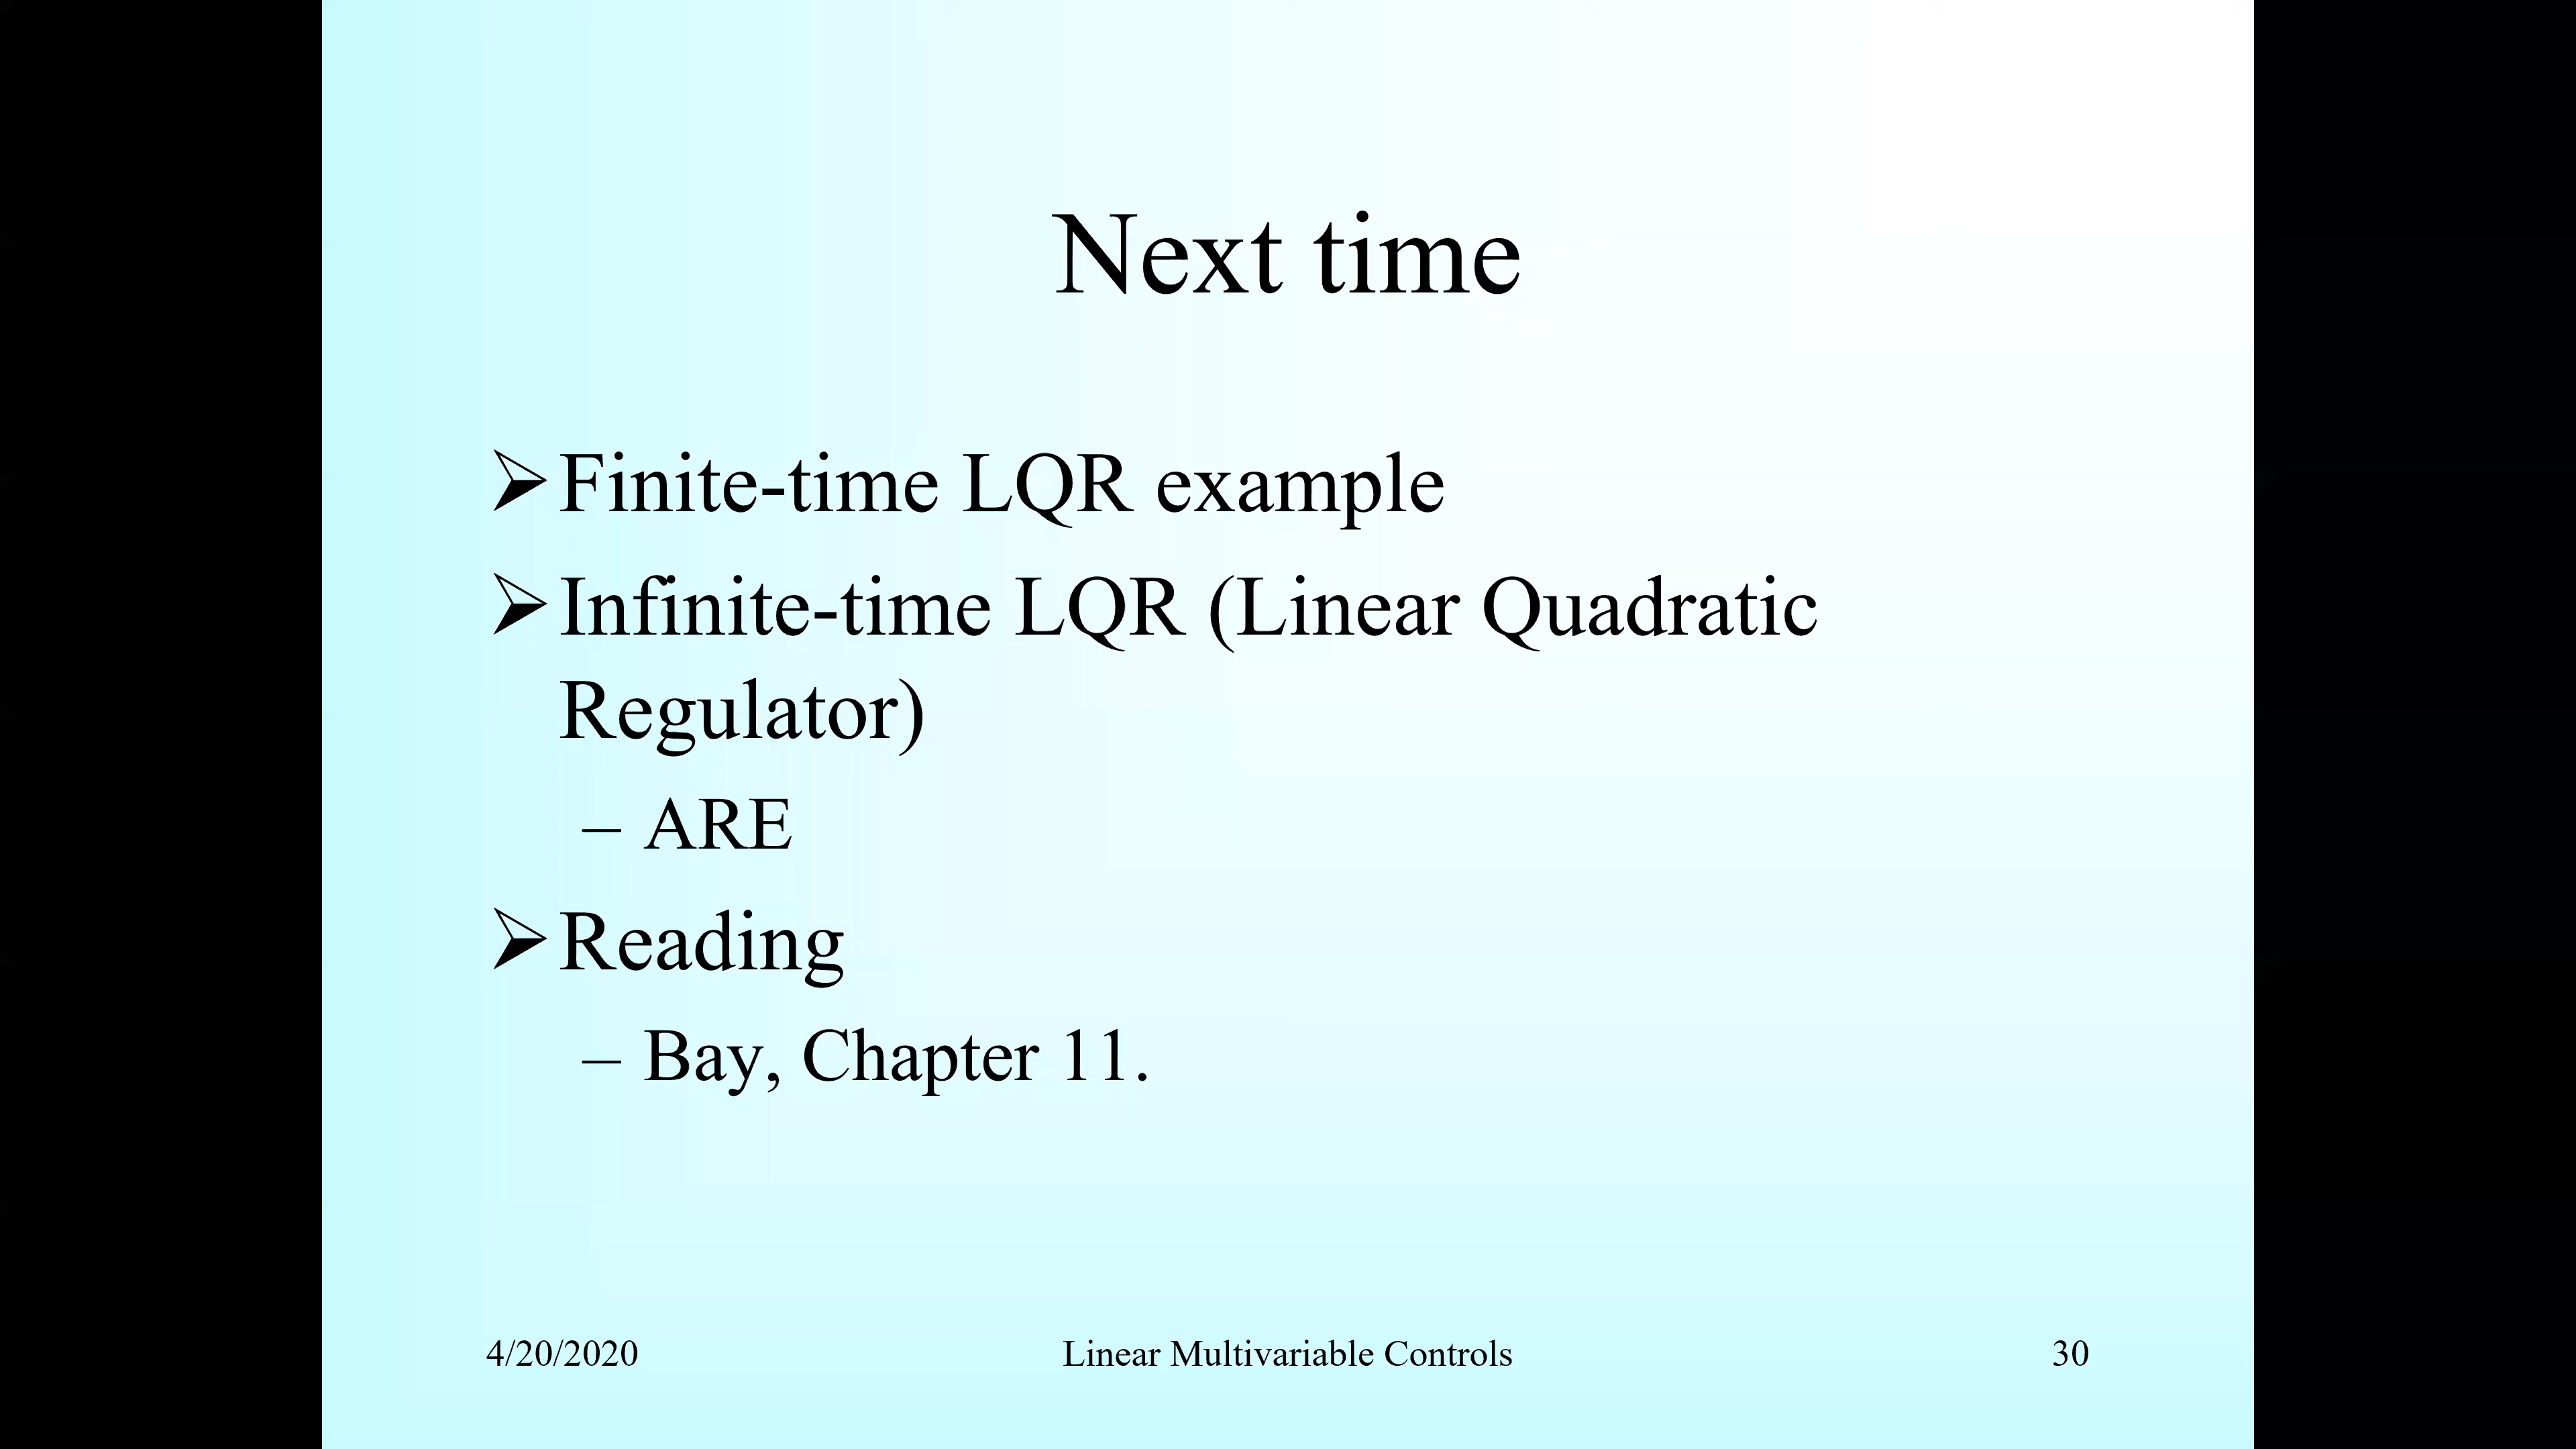 Next time
➢Finite-time LQR example
➢Infinite-time LQR (Linear Quadratic
Regulator)
– ARE
➢Reading
– Bay, Chapter 11.
4/20/2020
Linear Multivariable Controls
30